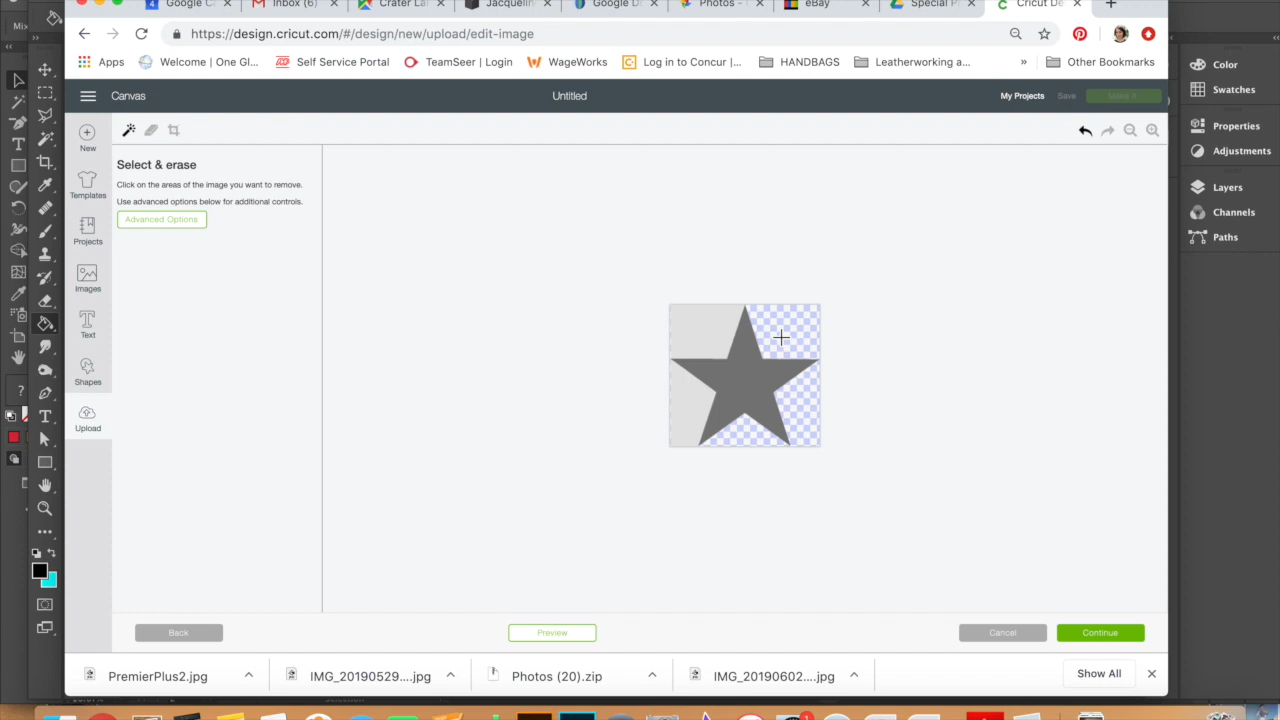 Google C
Inbox (6)
Crater Lar
Jacqueline
Google D
Photos - 
eBay
Special P
Cricut De
https://design.cricut.com/#/design/new/upload/edit-image
Apps
Welcome | One Gl...
Self Service Portal
TeamSeer | Login
WageWorks
Log in to Concur |...
HANDBAGS
Leatherworking a...
»
Other Bookmarks
Canvas
Untitled
My Projects
Save
Make It
New
Templates
Projects
Images
Text
Shapes
Upload
Select & erase
Click on the areas of the image you want to remove.
Use advanced options below for additional controls.
Advanced Options
Color
Swatches
Properties
Adjustments
Layers
Channels
Paths
Back
Preview
Cancel
Continue
PremierPlus2.jpg
IMG_20190529....jpg
Photos (20).zip
IMG_20190602....jpg
Show All